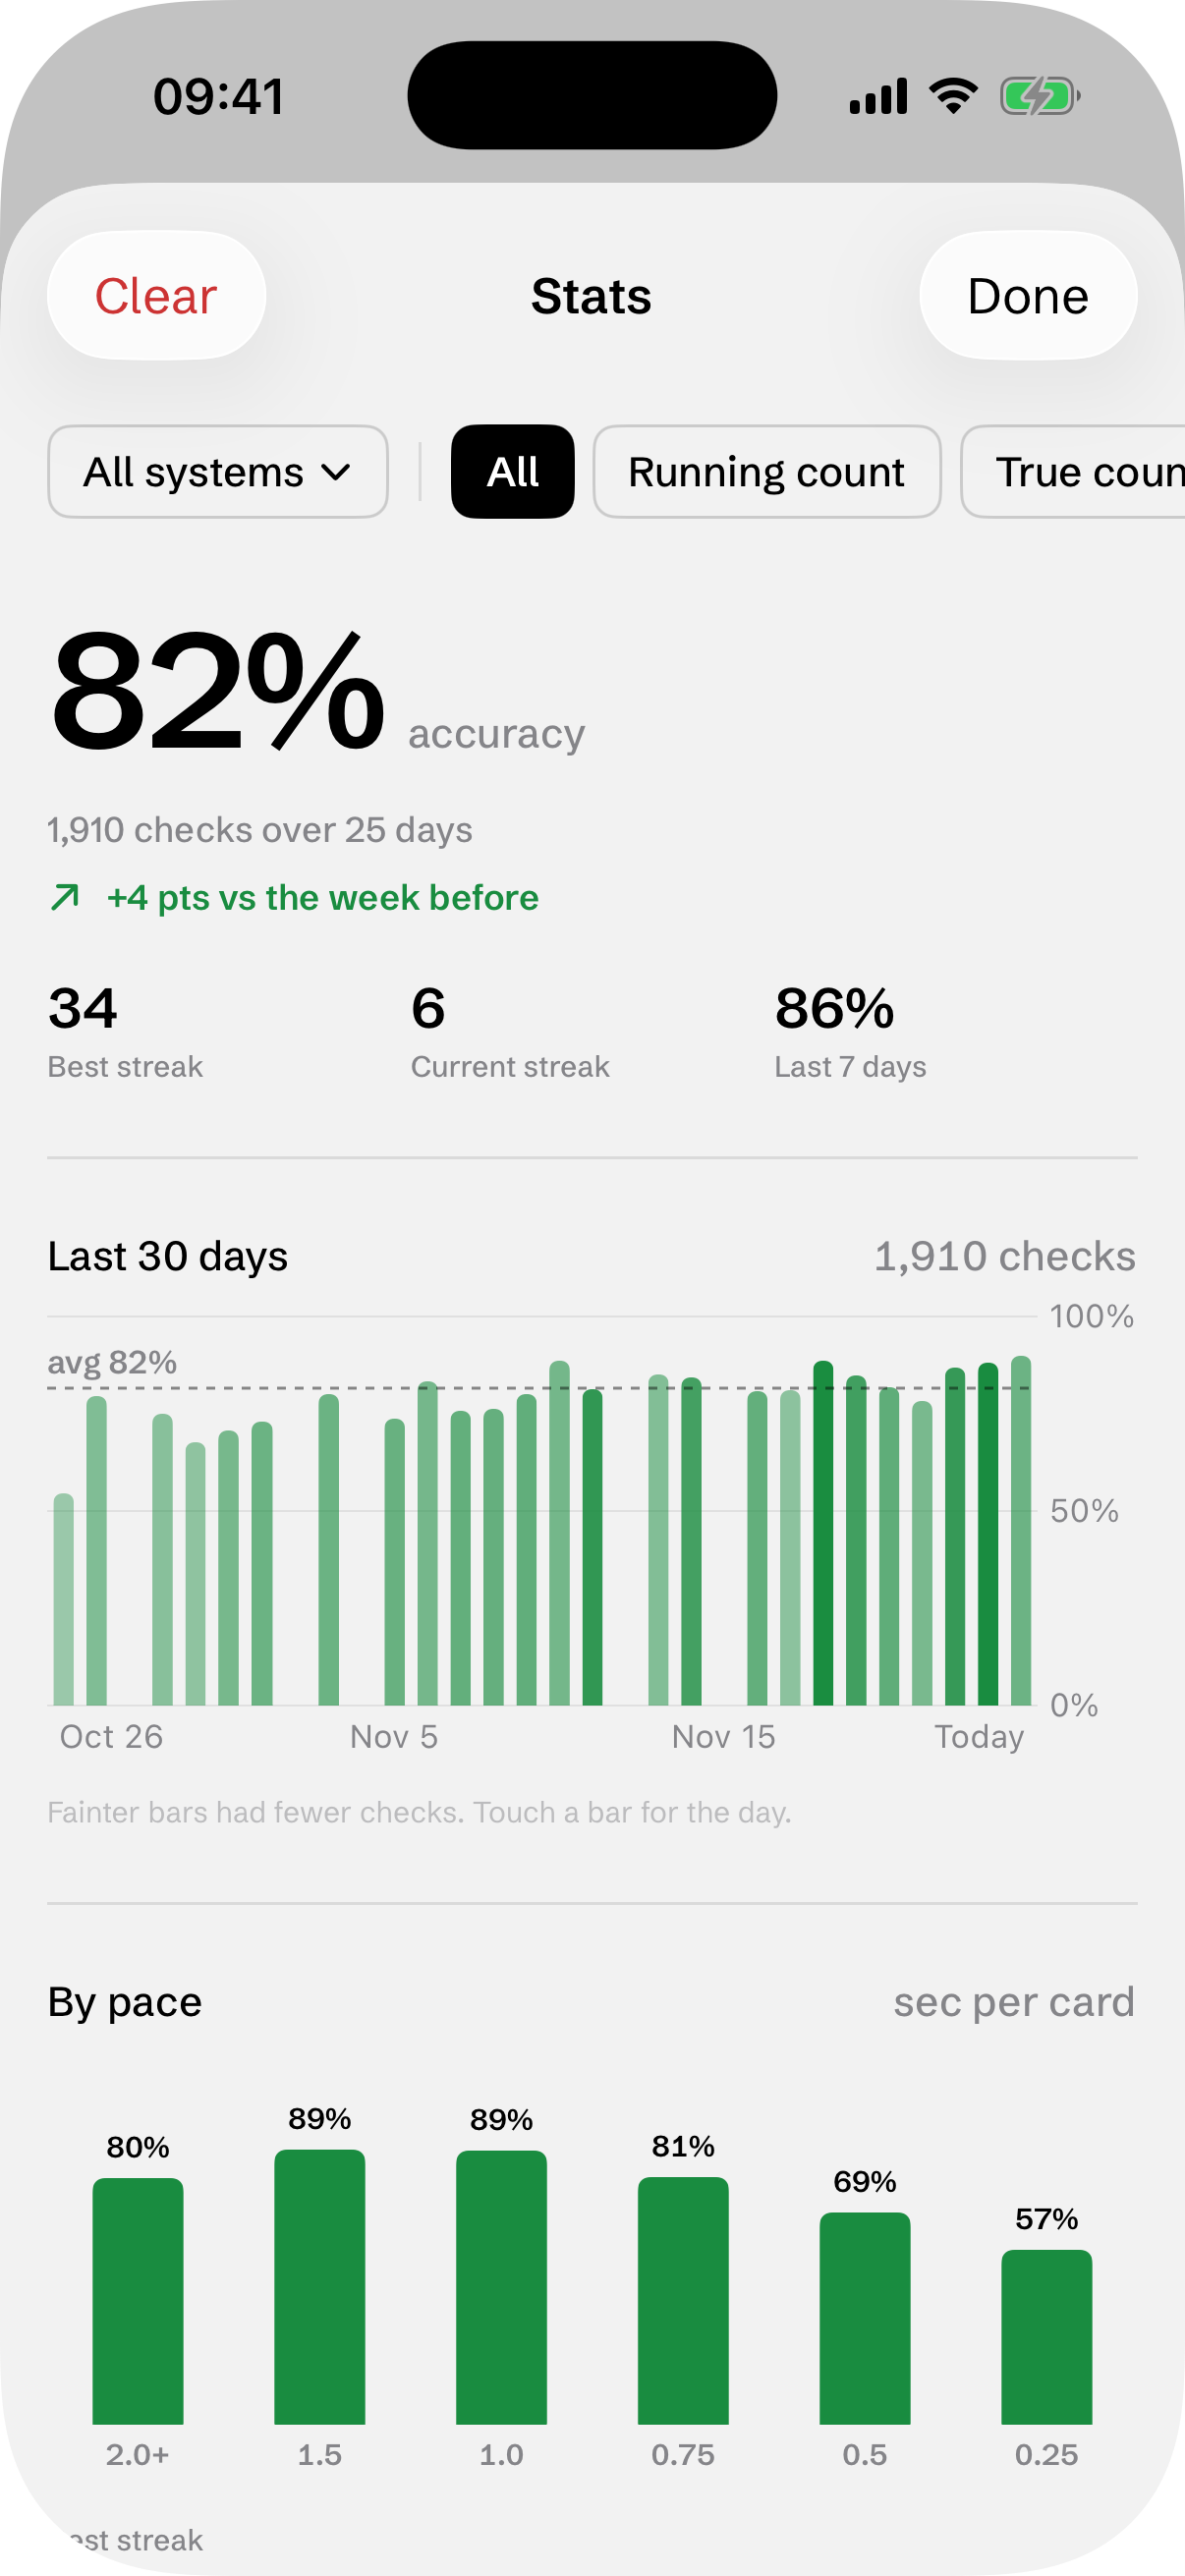 09:41
Clear Stats Done
All systems All Running count True coun
82% accuracy
1,910 checks over 25 days
+4 pts vs the week before
34 6 86%
Best streak Current streak Last 7 days
Last 30 days 1,910 checks
100%
avg 82%
50%
0%
Oct 26 Nov 5 Nov 15 Today
Fainter bars had fewer checks. Touch a bar for the day.
By pace sec per card
80% 89% 89% 81% 69% 57%
2.0+ 1.5 1.0 0.75 0.5 0.25
est streak